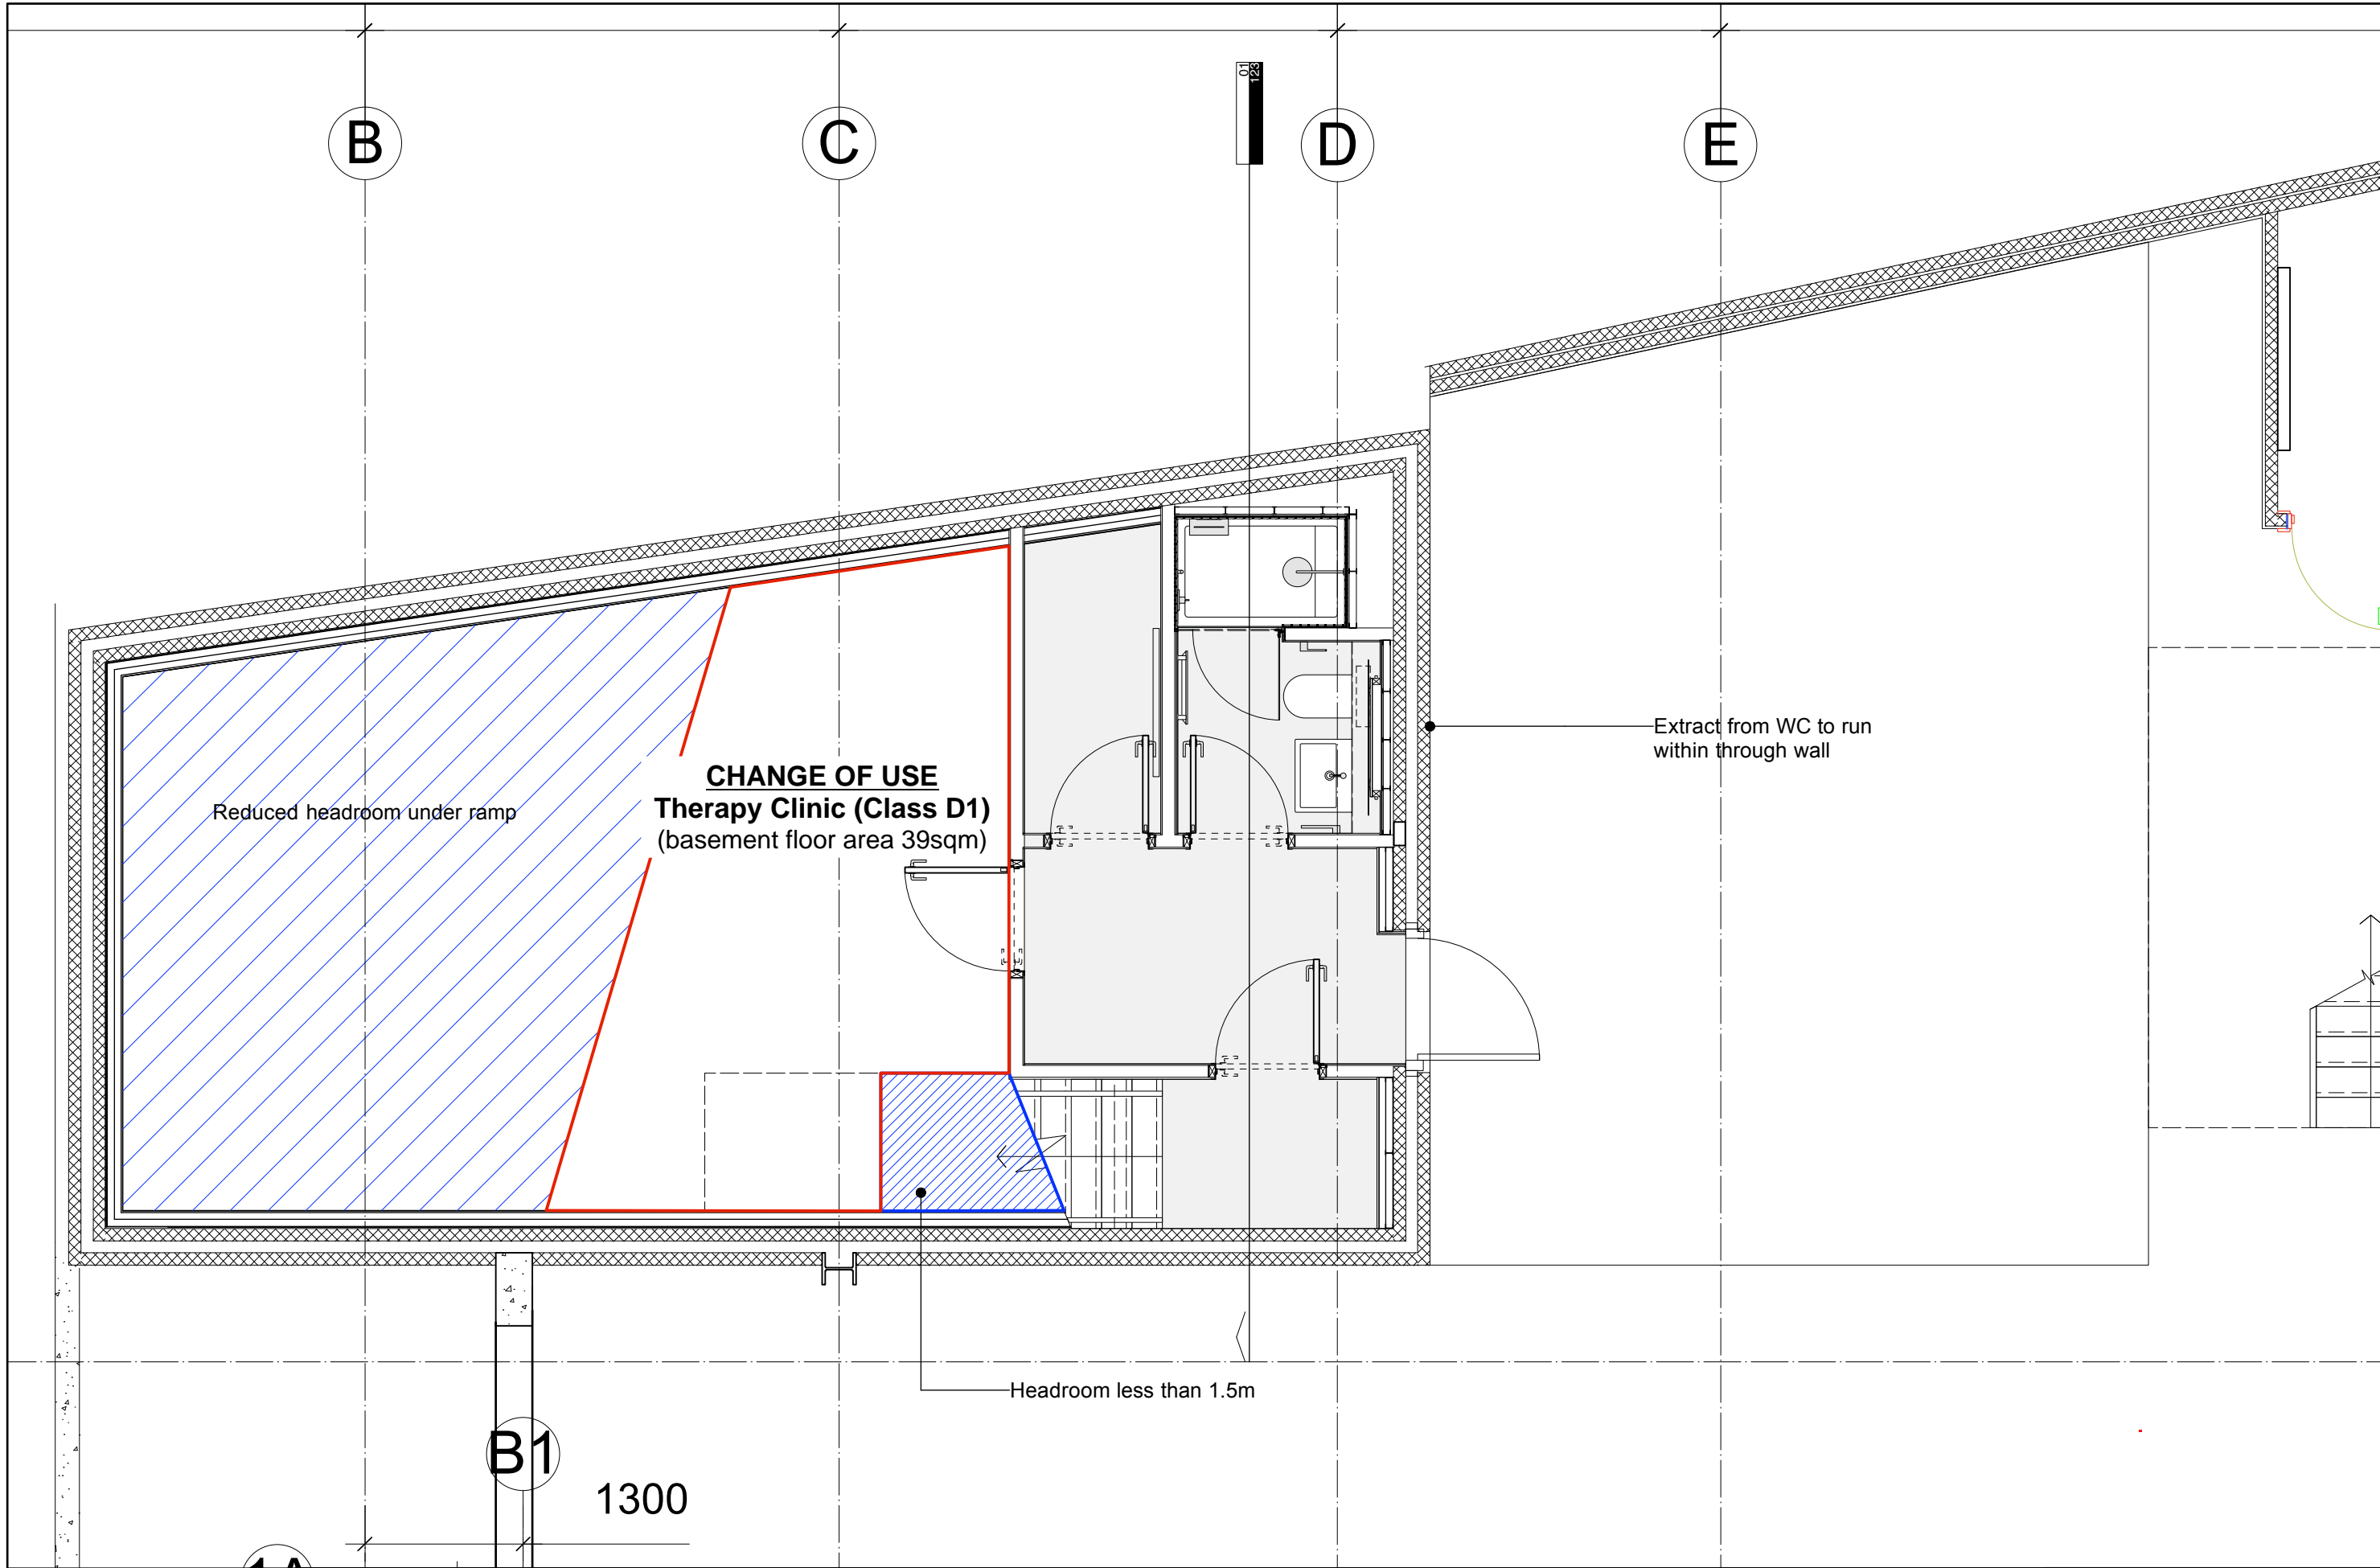 01
123
B
C
D
E
Extract from WC to run
within through wall
CHANGE OF USE
Therapy Clinic (Class D1)
(basement floor area 39sqm)
Reduced headroom under ramp
Headroom less than 1.5m
B1
1300
1A